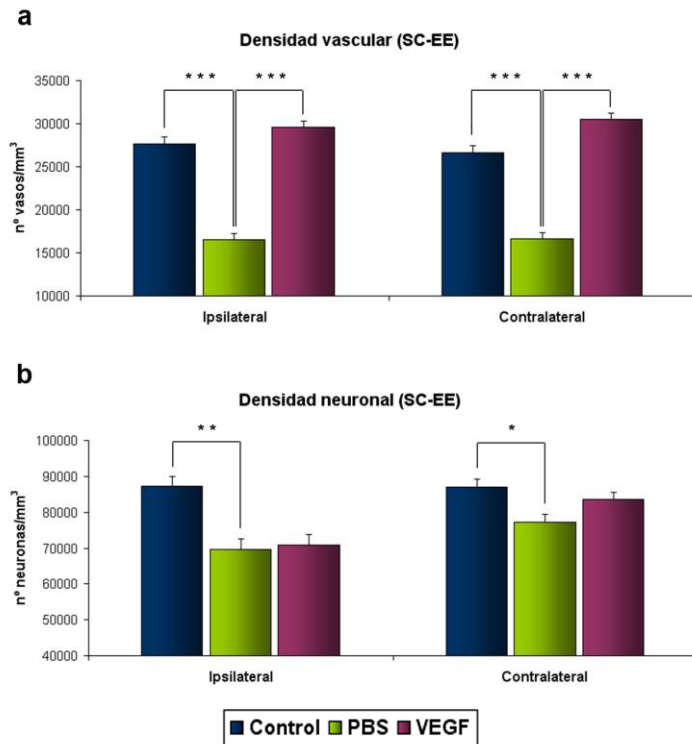 a
Densidad vascular (SC-EE)
nº vasos/mm³
35000
30000
25000
20000
15000
10000
* * *
* * *
* * *
* * *
Ipsilateral
Contralateral
b
Densidad neuronal (SC-EE)
nº neuronas/mm³
100000
90000
80000
70000
60000
50000
40000
* *
*
Ipsilateral
Contralateral
Control PBS VEGF